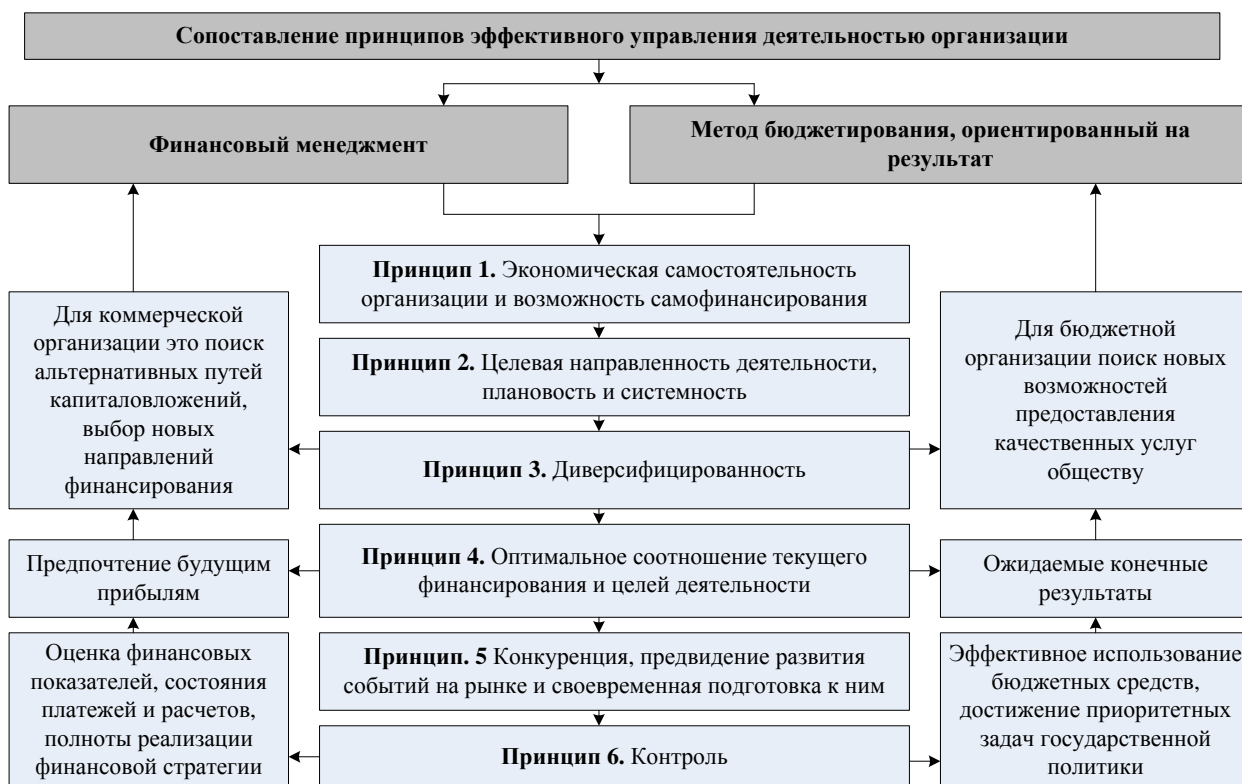 Сопоставление принципов эффективного управления деятельностью организации
Финансовый менеджмент
Метод бюджетирования, ориентированный на
результат
Принцип 1. Экономическая самостоятельность
организации и возможность самофинансирования
Принцип 2. Целевая направленность деятельности,
плановость и системность
Принцип 3. Диверсифицированность
Принцип 4. Оптимальное соотношение текущего
финансирования и целей деятельности
Принцип. 5 Конкуренция, предвидение развития
событий на рынке и своевременная подготовка к ним
Принцип 6. Контроль
Для коммерческой
организации это поиск
альтернативных путей
капиталовложений,
выбор новых
направлений
финансирования
Предпочтение будущим
прибылям
Оценка финансовых
показателей, состояния
платежей и расчетов,
полноты реализации
финансовой стратегии
Для бюджетной
организации поиск новых
возможностей
предоставления
качественных услуг
обществу
Ожидаемые конечные
результаты
Эффективное использование
бюджетных средств,
достижение приоритетных
задач государственной
политики